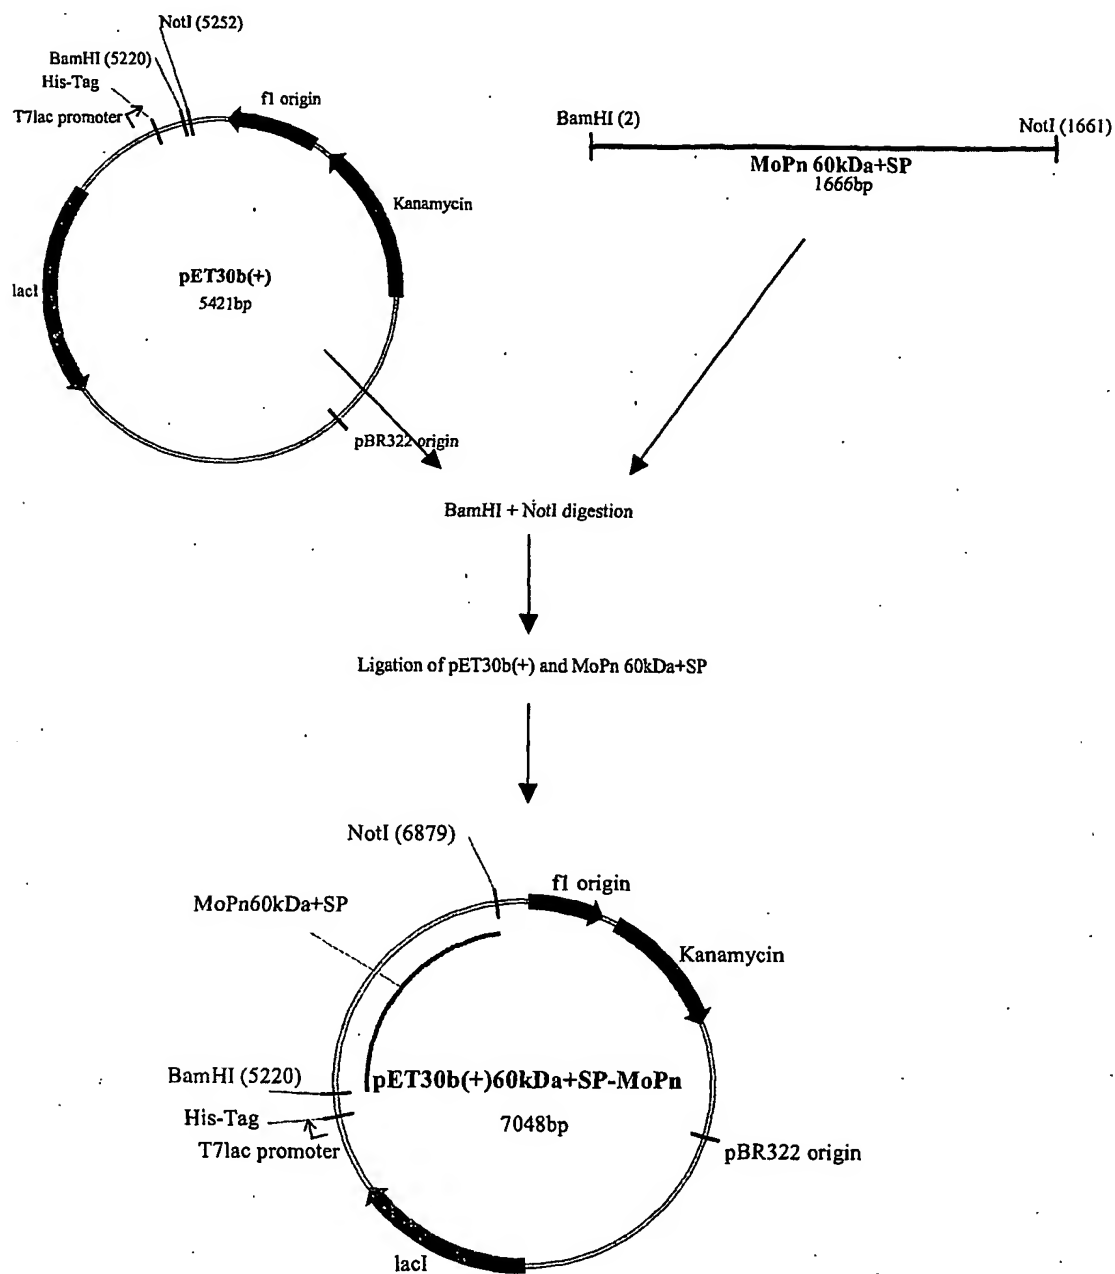 NotI (5252)
BamHI (5220)
His-Tag
T7lac promoter
f1 origin
Kanamycin
pET30b(+)
5421bp
lacI
pBR322 origin
BamHI (2)
NotI (1661)
MoPn 60kDa+SP
1666bp
BamHI + NotI digestion
Ligation of pET30b(+) and MoPn 60kDa+SP
NotI (6879)
f1 origin
MoPn60kDa+SP
Kanamycin
BamHI (5220)
pET30b(+)60kDa+SP-MoPn
His-Tag
7048bp
T7lac promoter
pBR322 origin
lacI